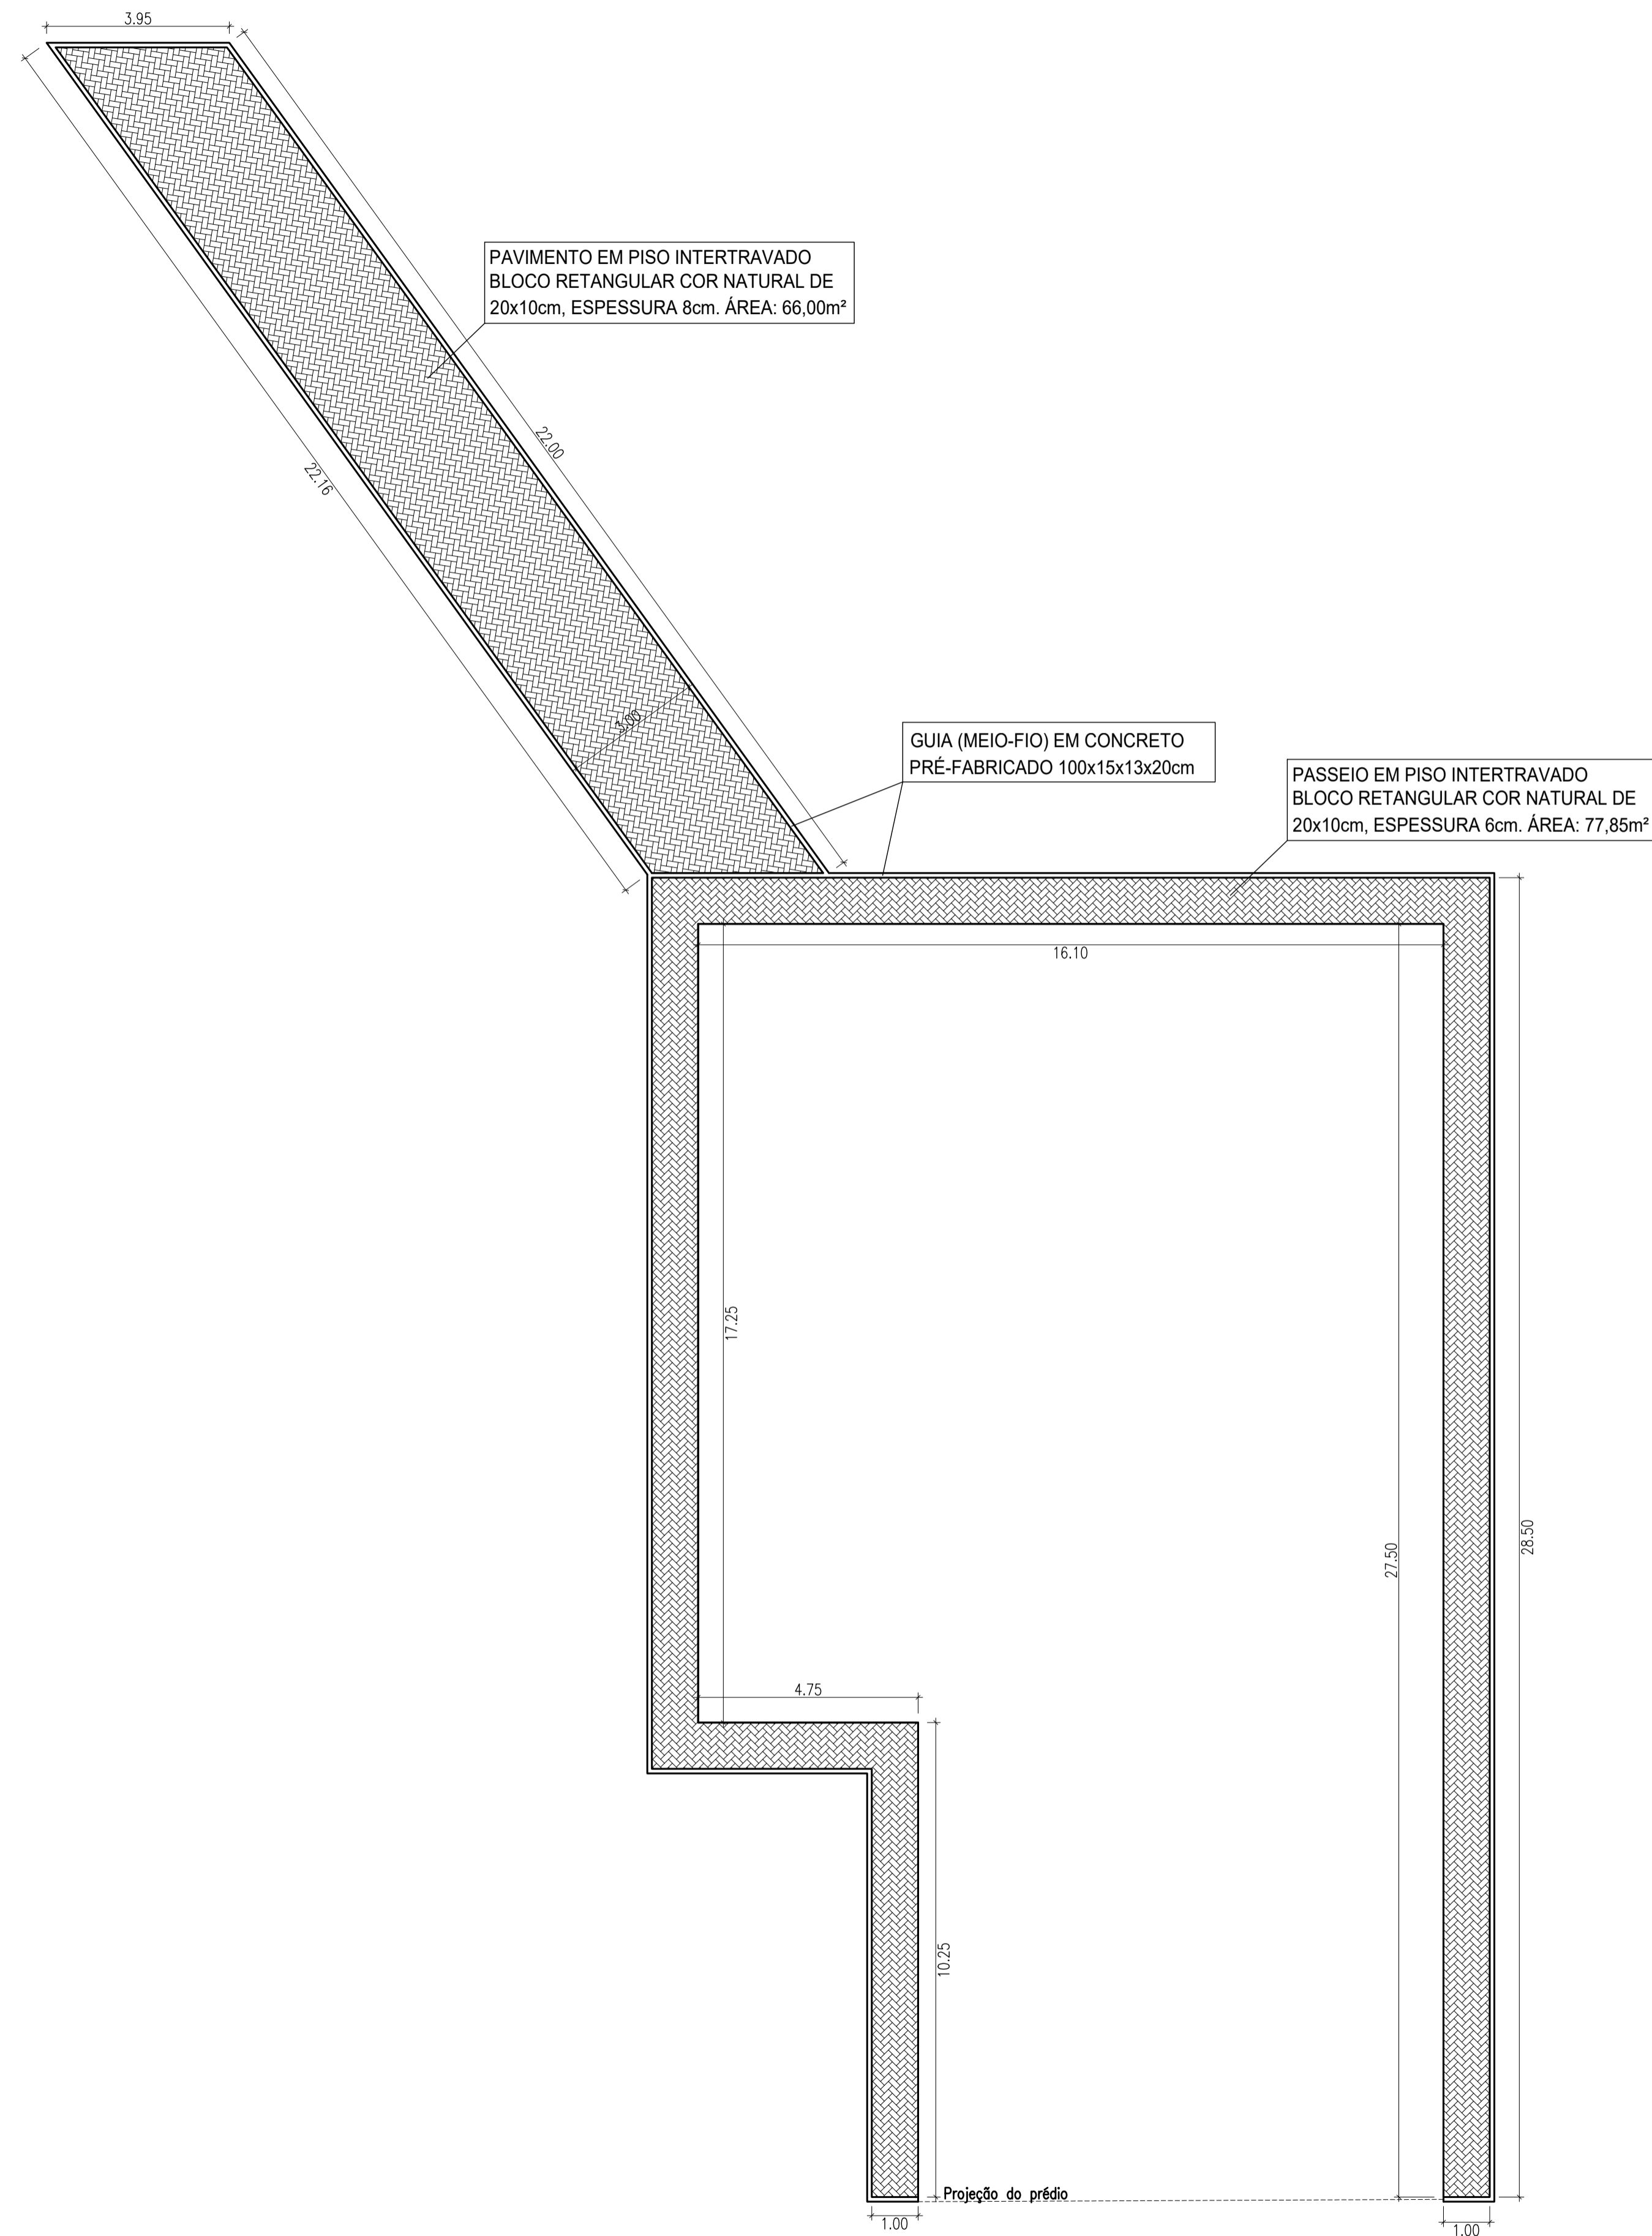 3.95
PAVIMENTO EM PISO INTERTRAVADO
BLOCO RETANGULAR COR NATURAL DE
20x10cm, ESPESSURA 8cm. ÁREA: 66,00m²
22.00
22.16
3.00
GUIA (MEIO-FIO) EM CONCRETO
PRÉ-FABRICADO 100x15x13x20cm
PASSEIO EM PISO INTERTRAVADO
BLOCO RETANGULAR COR NATURAL DE
20x10cm, ESPESSURA 6cm. ÁREA: 77,85m²
16.10
17.25
28.50
27.50
4.75
10.25
Projeção do prédio
1.00
1.00